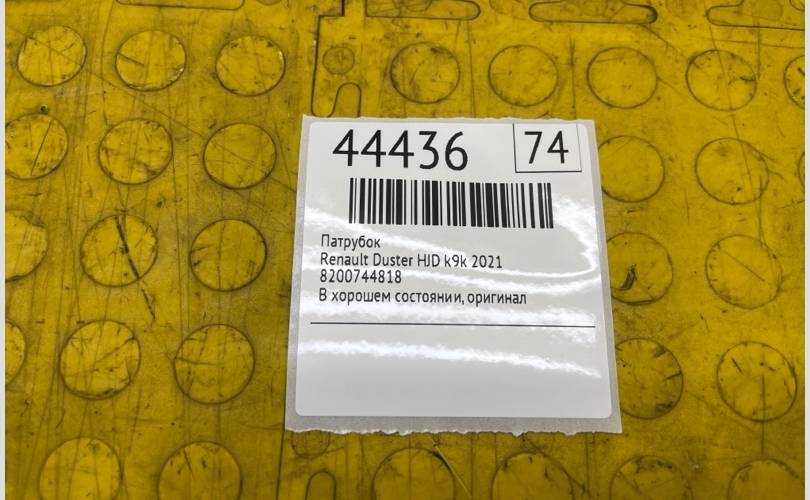 44436 74
Патрубок
Renault Duster HJD k9k 2021
8200744818
В хорошем состоянии, оригинал